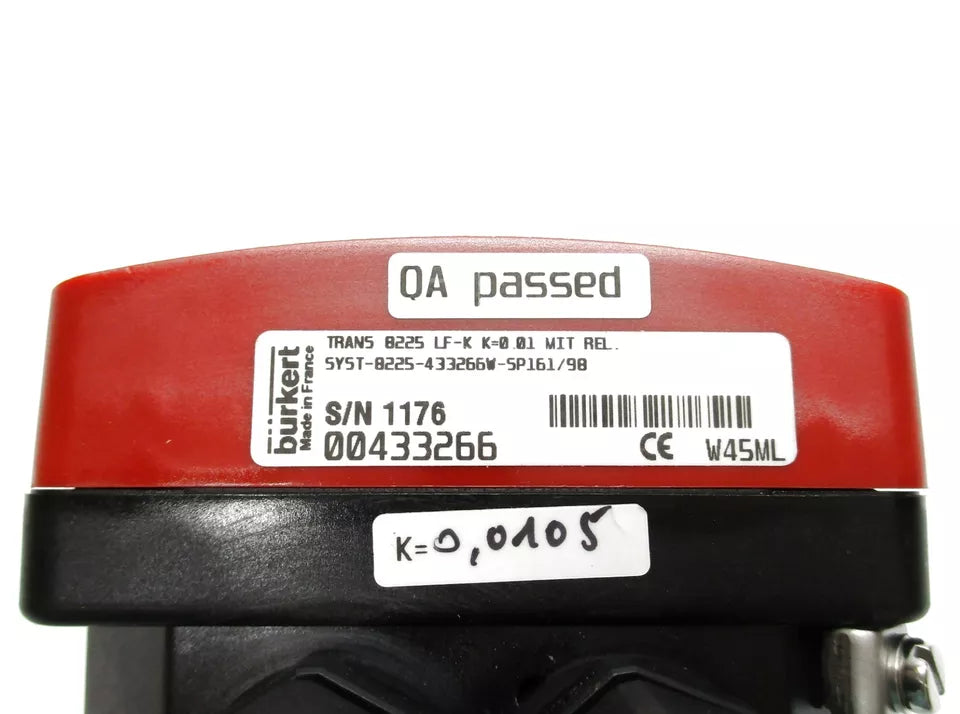 QA passed
bürkert
Made in France
TRANS 8225 LF-K K=0.01 MIT REL.
SYST-8225-433266W-SP161/98
S/N 1176
00433266
CE W45ML
K=0,0105